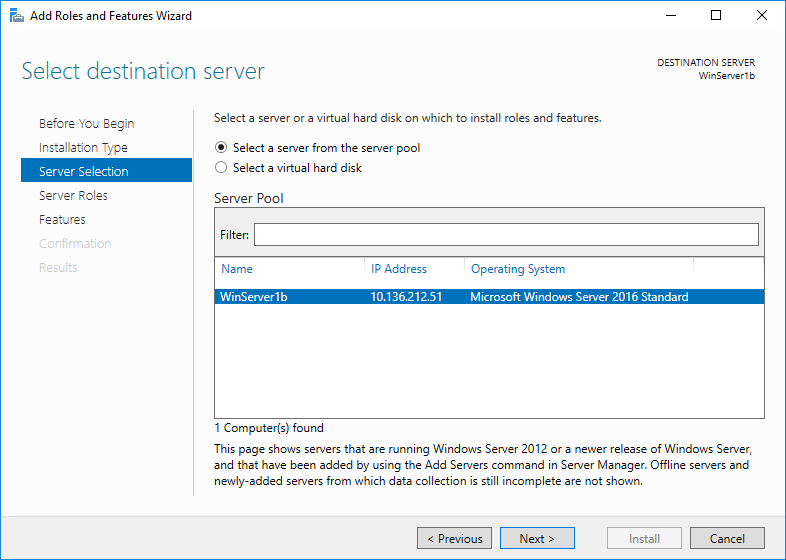 Add Roles and Features Wizard
Select destination server
DESTINATION SERVER
WinServer1b
Before You Begin
Installation Type
Server Selection
Server Roles
Features
Confirmation
Results
Select a server or a virtual hard disk on which to install roles and features.
Select a server from the server pool
Select a virtual hard disk
Server Pool
Filter:
Name IP Address Operating System
WinServer1b 10.136.212.51 Microsoft Windows Server 2016 Standard
1 Computer(s) found
This page shows servers that are running Windows Server 2012 or a newer release of Windows Server,
and that have been added by using the Add Servers command in Server Manager. Offline servers and
newly-added servers from which data collection is still incomplete are not shown.
< Previous Next > Install Cancel